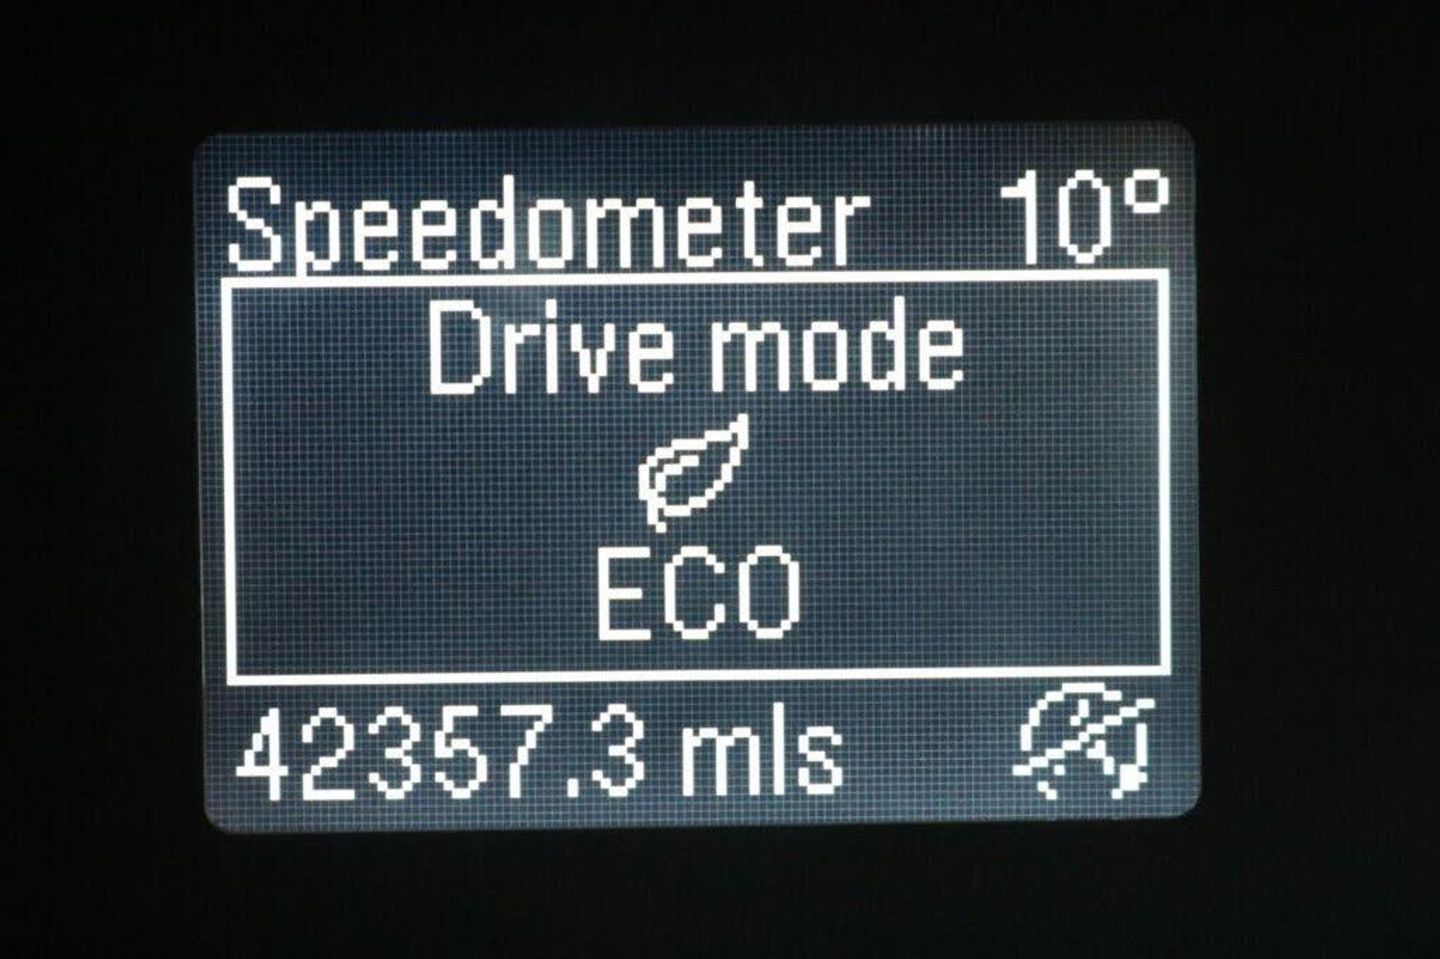 Speedometer 10°
Drive mode
ECO
42357.3 mls